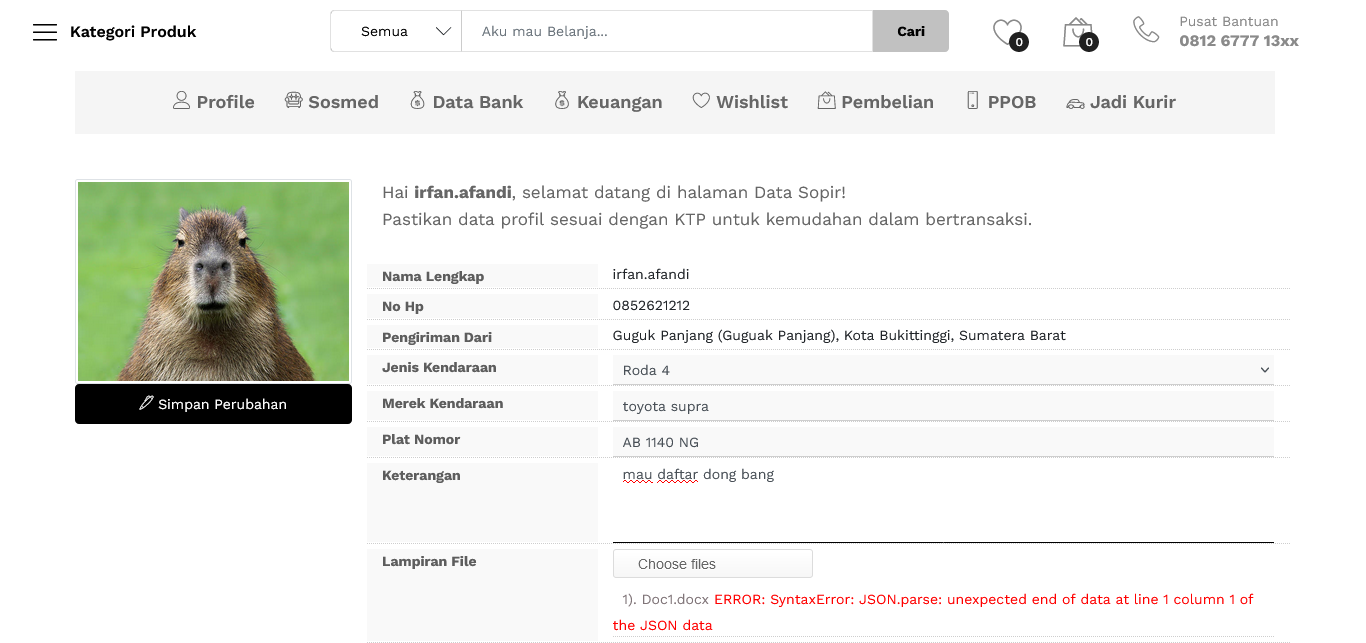 Kategori Produk
Semua
Aku mau Belanja...
Cari
0
0
Pusat Bantuan
0812 6777 13xx
Profile
Sosmed
Data Bank
Keuangan
Wishlist
Pembelian
PPOB
Jadi Kurir
Hai irfan.afandi, selamat datang di halaman Data Sopir!
Pastikan data profil sesuai dengan KTP untuk kemudahan dalam bertransaksi.
Simpan Perubahan
Nama Lengkap irfan.afandi
No Hp 0852621212
Pengiriman Dari Guguk Panjang (Guguak Panjang), Kota Bukittinggi, Sumatera Barat
Jenis Kendaraan Roda 4
Merek Kendaraan toyota supra
Plat Nomor AB 1140 NG
Keterangan mau daftar dong bang
Lampiran File Choose files
1). Doc1.docx ERROR: SyntaxError: JSON.parse: unexpected end of data at line 1 column 1 of
the JSON data